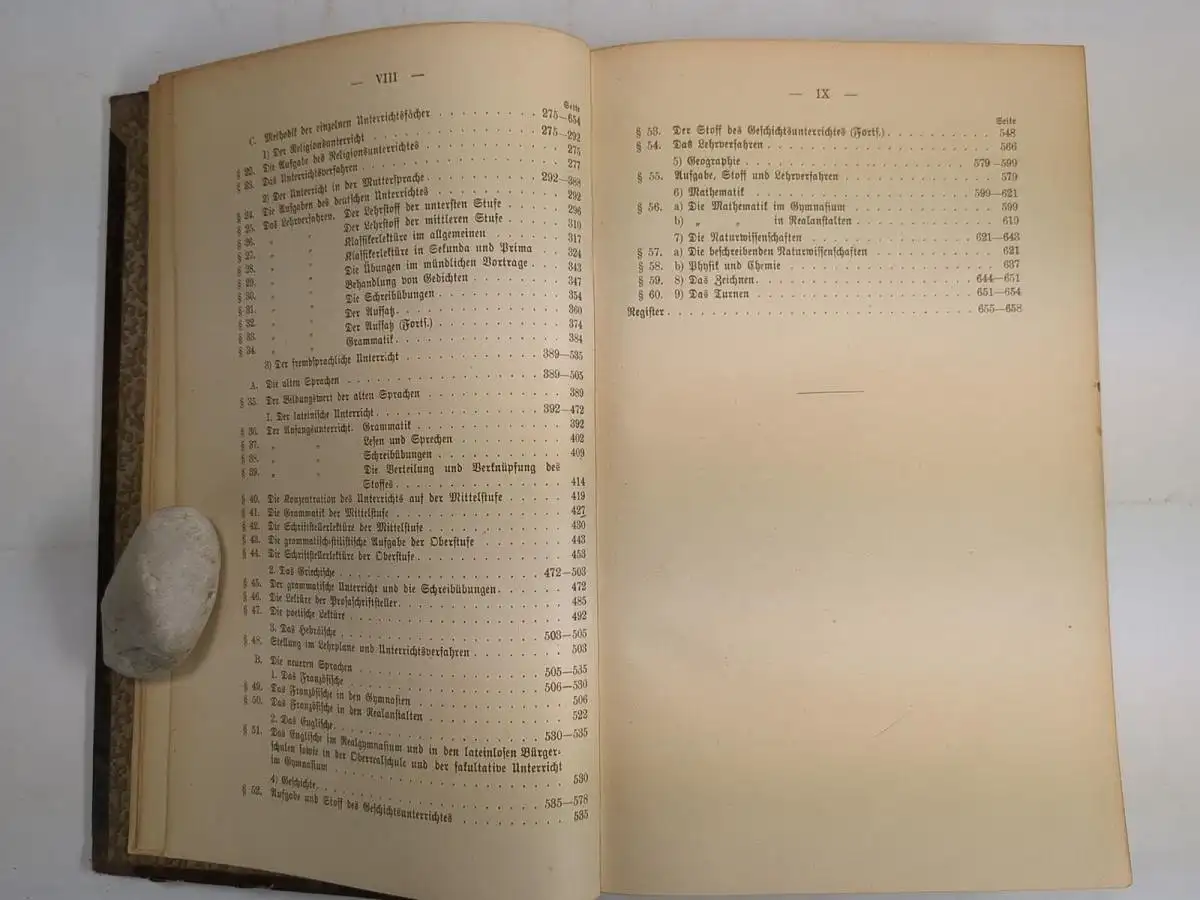 — VIII —
Seite
C. Methodik der einzelnen Unterrichtsfächer . . . . . . . . 275—654
1) Der Religionsunterricht . . . . . . . . 275—292
§ 22. Die Aufgabe des Religionsunterrichtes . . . . . . . . 275
§ 23. Das Unterrichtsverfahren . . . . . . . . 277
2) Der Unterricht in der Muttersprache . . . . . . . . 292—388
§ 24. Die Aufgaben des deutschen Unterrichtes . . . . . . . . 292
§ 25. Das Lehrverfahren. Der Lehrstoff der untersten Stufe . . . 296
§ 26. „ „ Der Lehrstoff der mittleren Stufe . . . 310
§ 27. „ „ Klassikerlektüre im allgemeinen . . . . 317
§ 28. „ „ Klassikerlektüre in Sekunda und Prima 324
§ 29. „ „ Die Übungen im mündlichen Vortrage . . . 343
§ 30. „ „ Behandlung von Gedichten . . . . . 347
§ 31. „ „ Die Schreibübungen . . . . . . . 354
§ 32. „ „ Der Aufsatz . . . . . . . . 360
§ 33. „ „ Der Aufsatz (Forts.) . . . . . . . 374
§ 34. „ „ Grammatik . . . . . . . . 384
3) Der fremdsprachliche Unterricht . . . . . . . . 389—535
A. Die alten Sprachen . . . . . . . . 389—505
§ 35. Der Bildungswert der alten Sprachen . . . . . . . . 389
1. Der lateinische Unterricht . . . . . . . . 392—472
§ 36. Der Anfangsunterricht. Grammatik . . . . . . . . 392
§ 37. „ „ Lesen und Sprechen . . . . . . . 402
§ 38. „ „ Schreibübungen . . . . . . . . 409
§ 39. „ „ Die Verteilung und Verknüpfung des
Stoffes . . . . . . . . 414
§ 40. Die Konzentration des Unterrichts auf der Mittelstufe . . . . . 419
§ 41. Die Grammatik der Mittelstufe . . . . . . . . 427
§ 42. Die Schriftstellerlektüre der Mittelstufe . . . . . . . . 430
§ 43. Die grammatisch-stilistische Aufgabe der Oberstufe . . . . . . 443
§ 44. Die Schriftstellerlektüre der Oberstufe . . . . . . . . 453
2. Das Griechische . . . . . . . . 472—503
§ 45. Der grammatische Unterricht und die Schreibübungen . . . . . 472
§ 46. Die Lektüre der Prosaschriftsteller . . . . . . . . 485
§ 47. Die poetische Lektüre . . . . . . . . 492
3. Das Hebräische . . . . . . . . 503—505
§ 48. Stellung im Lehrplane und Unterrichtsverfahren . . . . . . . 503
B. Die neueren Sprachen . . . . . . . . 505—535
1. Das Französische . . . . . . . . 506—530
§ 49. Das Französische in den Gymnasien . . . . . . . . 506
§ 50. Das Französische in den Realanstalten . . . . . . . . 522
2. Das Englische . . . . . . . . 530—535
§ 51. Das Englische im Realgymnasium und in den lateinlosen Bürger-
schulen sowie in der Oberrealschule und der fakultative Unterricht
im Gymnasium . . . . . . . . 530
4) Geschichte . . . . . . . . 535—578
§ 52. Aufgabe und Stoff des Geschichtsunterrichtes . . . . . . . . 535
— IX —
Seite
§ 53. Der Stoff des Geschichtsunterrichtes (Forts.) . . . . . . . . 548
§ 54. Das Lehrverfahren . . . . . . . . 566
5) Geographie . . . . . . . . 579—599
§ 55. Aufgabe, Stoff und Lehrverfahren . . . . . . . . 579
6) Mathematik . . . . . . . . 599—621
§ 56. a) Die Mathematik im Gymnasium . . . . . . . . 599
b) „ „ in Realanstalten . . . . . . . . 610
7) Die Naturwissenschaften . . . . . . . . 621—643
§ 57. a) Die beschreibenden Naturwissenschaften . . . . . . . . 621
§ 58. b) Physik und Chemie . . . . . . . . 637
§ 59. 8) Das Zeichnen . . . . . . . . 644—651
§ 60. 9) Das Turnen . . . . . . . . 651—654
Register . . . . . . . . 655—658